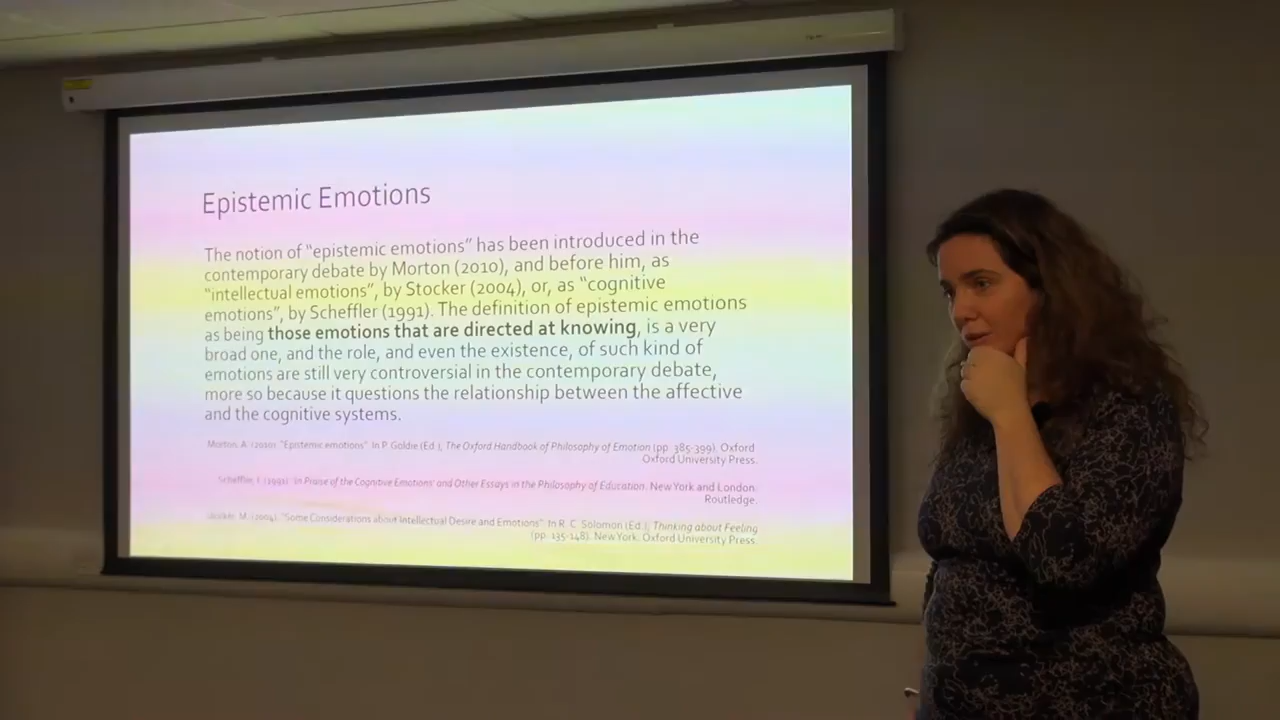 Epistemic Emotions
The notion of "epistemic emotions" has been introduced in the
contemporary debate by Morton (2010), and before him, as
"intellectual emotions", by Stocker (2004), or, as "cognitive
emotions", by Scheffler (1991). The definition of epistemic emotions
as being those emotions that are directed at knowing, is a very
broad one, and the role, and even the existence, of such kind of
emotions are still very controversial in the contemporary debate,
more so because it questions the relationship between the affective
and the cognitive systems.
Morton, A. (2010). "Epistemic emotions". In P. Goldie (Ed.), The Oxford Handbook of Philosophy of Emotion (pp. 385-399). Oxford:
Oxford University Press.
Scheffler, I. (1991). In Praise of the Cognitive Emotions' and Other Essays in the Philosophy of Education. New York and London:
Routledge.
Stocker, M. (2004). "Some Considerations about Intellectual Desire and Emotions". In R. C. Solomon (Ed.), Thinking about Feeling
(pp. 135-148). New York: Oxford University Press.